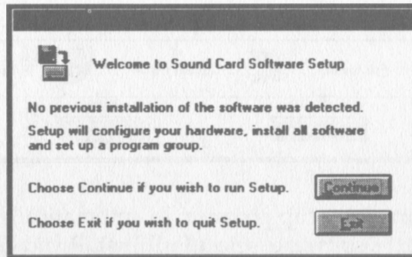 Welcome to Sound Card Software Setup
No previous installation of the software was detected.
Setup will configure your hardware, install all software
and set up a program group.
Choose Continue if you wish to run Setup.
Continue
Choose Exit if you wish to quit Setup.
Exit